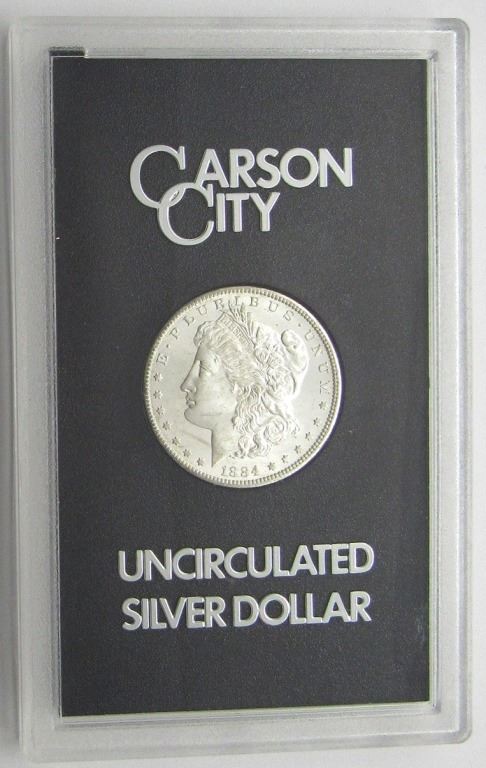 CARSON
CITY
E·PLURIBUS·UNUM
1884
UNCIRCULATED
SILVER DOLLAR